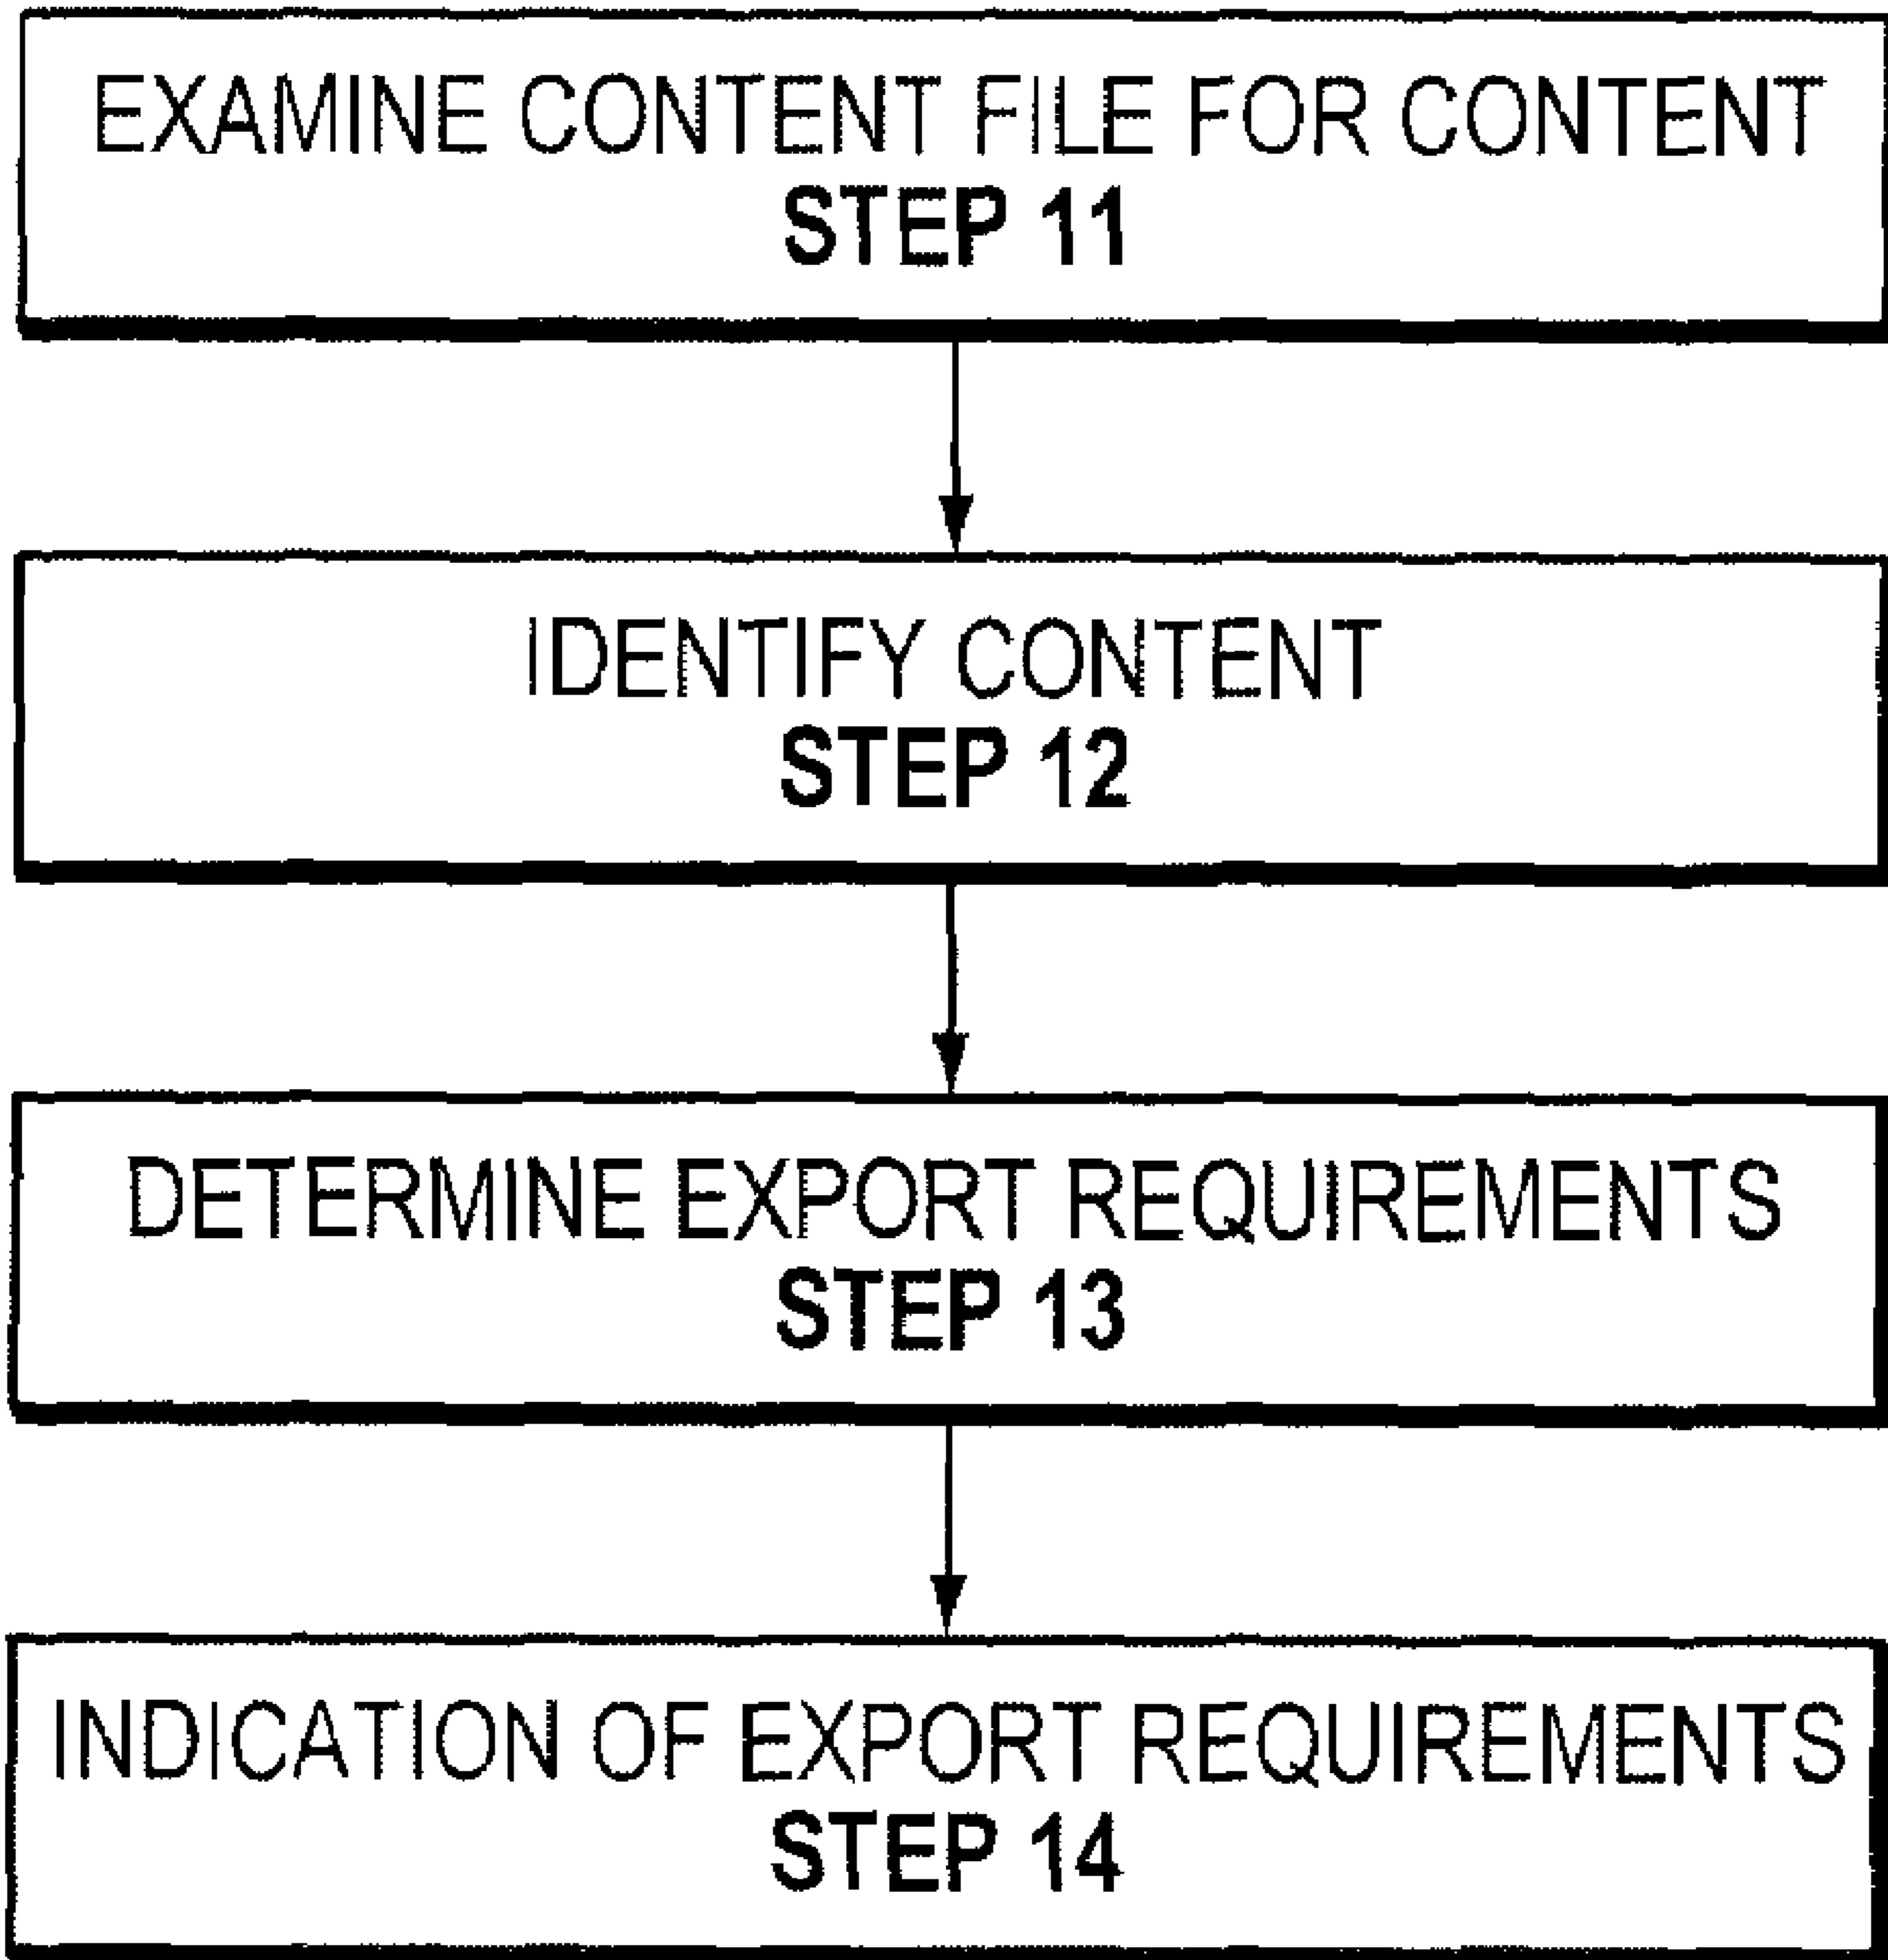 EXAMINE CONTENT FILE FOR CONTENT
STEP 11
IDENTIFY CONTENT
STEP 12
DETERMINE EXPORT REQUIREMENTS
STEP 13
INDICATION OF EXPORT REQUIREMENTS
STEP 14